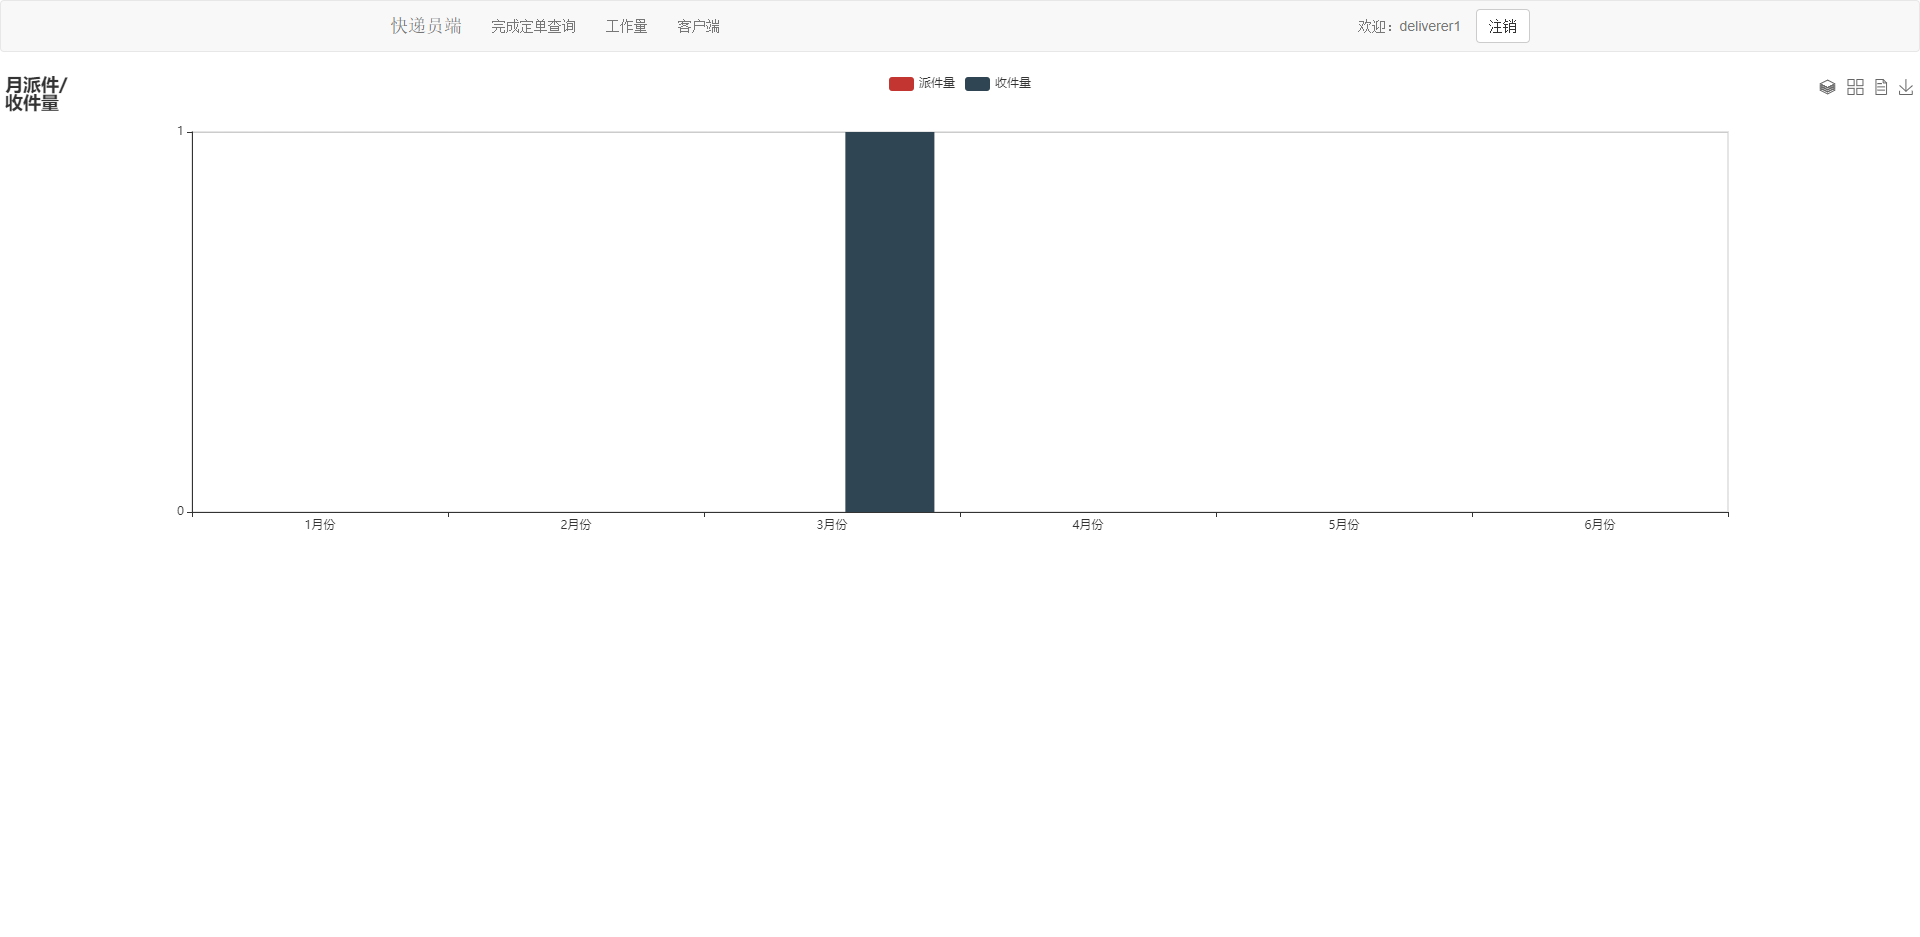 快递员端 完成定单查询 工作量 客户端 欢迎：deliverer1 注销
月派件/
收件量
派件量 收件量
1
0
1月份 2月份 3月份 4月份 5月份 6月份